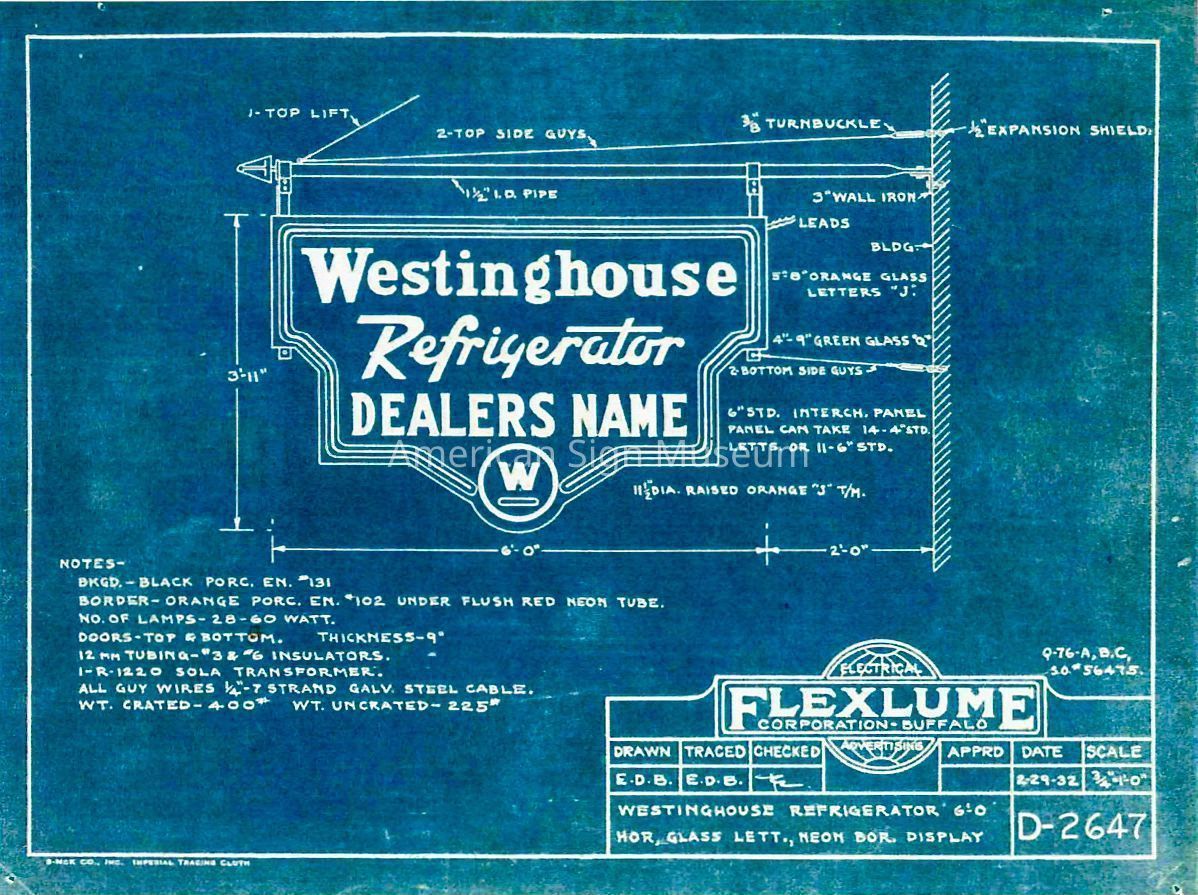 1-TOP LIFT
2-TOP SIDE GUYS
3/8" TURNBUCKLE
1/2" EXPANSION SHIELD.
1 1/2" I.D. PIPE
3" WALL IRON
LEADS
BLDG.
Westinghouse
5"-8" ORANGE GLASS
LETTERS "J".
Refrigerator
4"-9" GREEN GLASS "Q"
2-BOTTOM SIDE GUYS
3'-11"
DEALERS NAME
6" STD. INTERCH. PANEL
PANEL CAN TAKE 14-4" STD.
LETTS. OR 11-6" STD.
American Sign Museum
W
11 1/2" DIA. RAISED ORANGE "J" T/M.
6'-0"
2'-0"
NOTES-
BKGD.-BLACK PORC. EN. #131
BORDER-ORANGE PORC. EN. #102 UNDER FLUSH RED NEON TUBE.
NO. OF LAMPS-28-60 WATT.
DOORS-TOP & BOTTOM. THICKNESS-9"
12 MM TUBING-#3 & #6 INSULATORS.
1-R-1220 SOLA TRANSFORMER.
ALL GUY WIRES 1/4"-7 STRAND GALV. STEEL CABLE.
WT. CRATED-400# WT. UNCRATED-225#
Q-76-A,B,C,
S.O.#56475.
ELECTRICAL
FLEXLUME
CORPORATION-BUFFALO
ADVERTISING
DRAWN TRACED CHECKED APPRD DATE SCALE
E.D.B. E.D.B. 2-29-32 3/4"-1'-0"
WESTINGHOUSE REFRIGERATOR 6'-0"
HOR, GLASS LETT., NEON BOR. DISPLAY
D-2647
IMPERIAL TRACING CLOTH